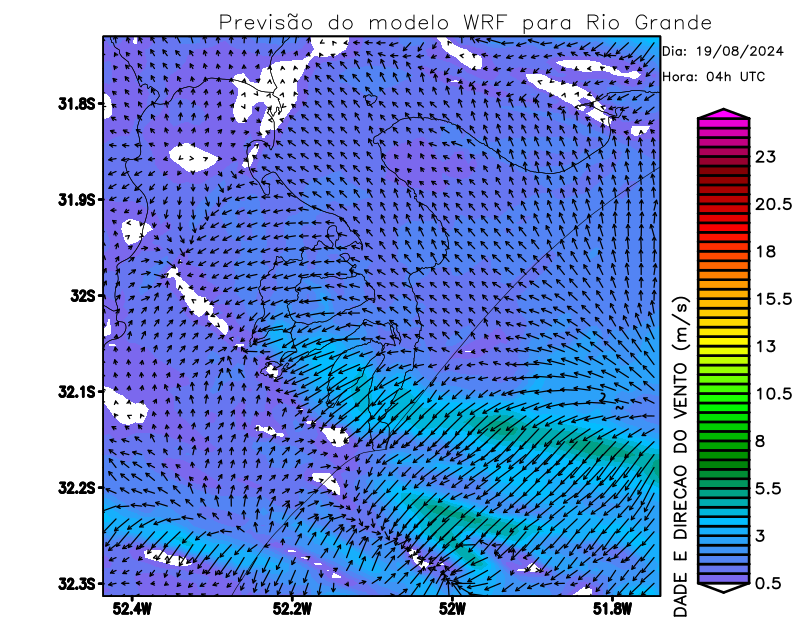 Previsão do modelo WRF para Rio Grande
Dia: 19/08/2024
Hora: 04h UTC
31.8S
31.9S
32S
32.1S
32.2S
32.3S
52.4W
52.2W
52W
51.8W
23
20.5
18
15.5
13
10.5
8
5.5
3
0.5
DADE E DIRECAO DO VENTO (m/s)